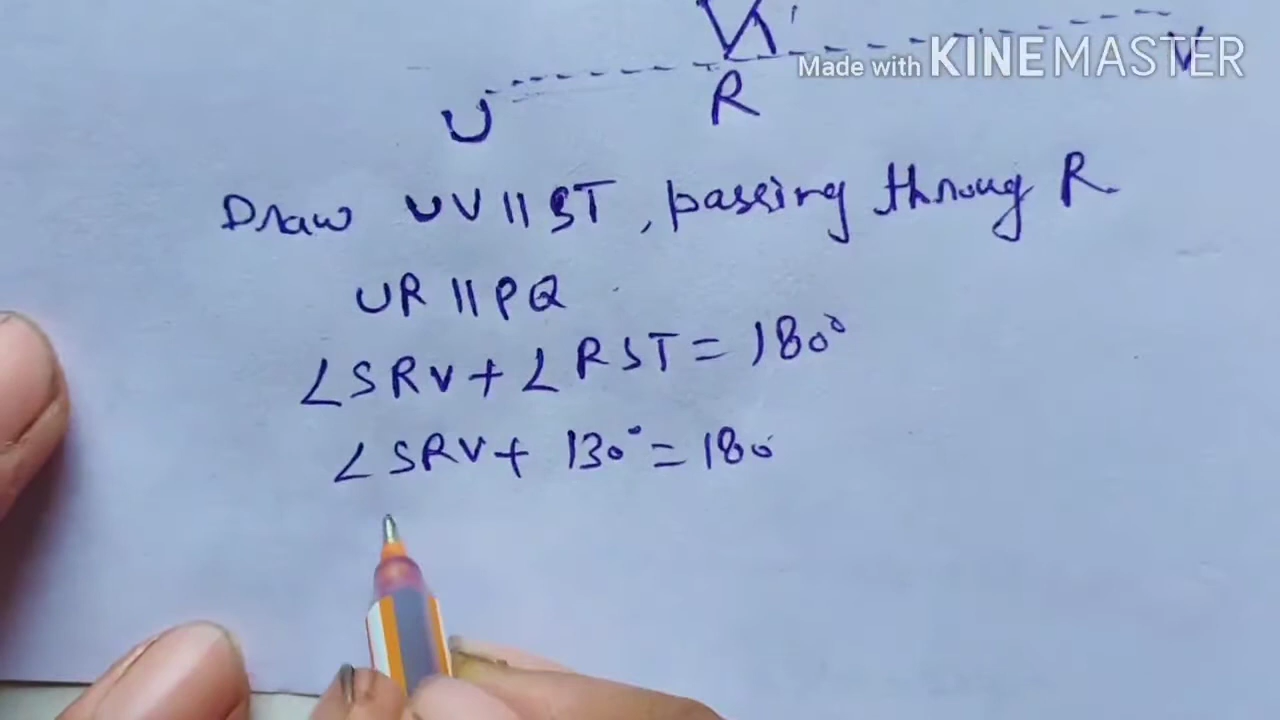 Made with KINEMASTER
U R V
Draw UV || ST, passing throug R
UR || PQ
∠SRV + ∠RST = 180°
∠SRV + 130° = 180